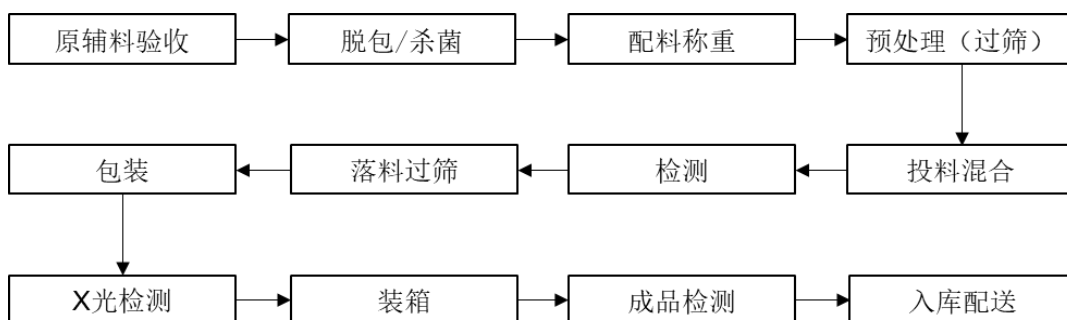 原辅料验收
脱包/杀菌
配料称重
预处理（过筛）
投料混合
检测
落料过筛
包装
X光检测
装箱
成品检测
入库配送